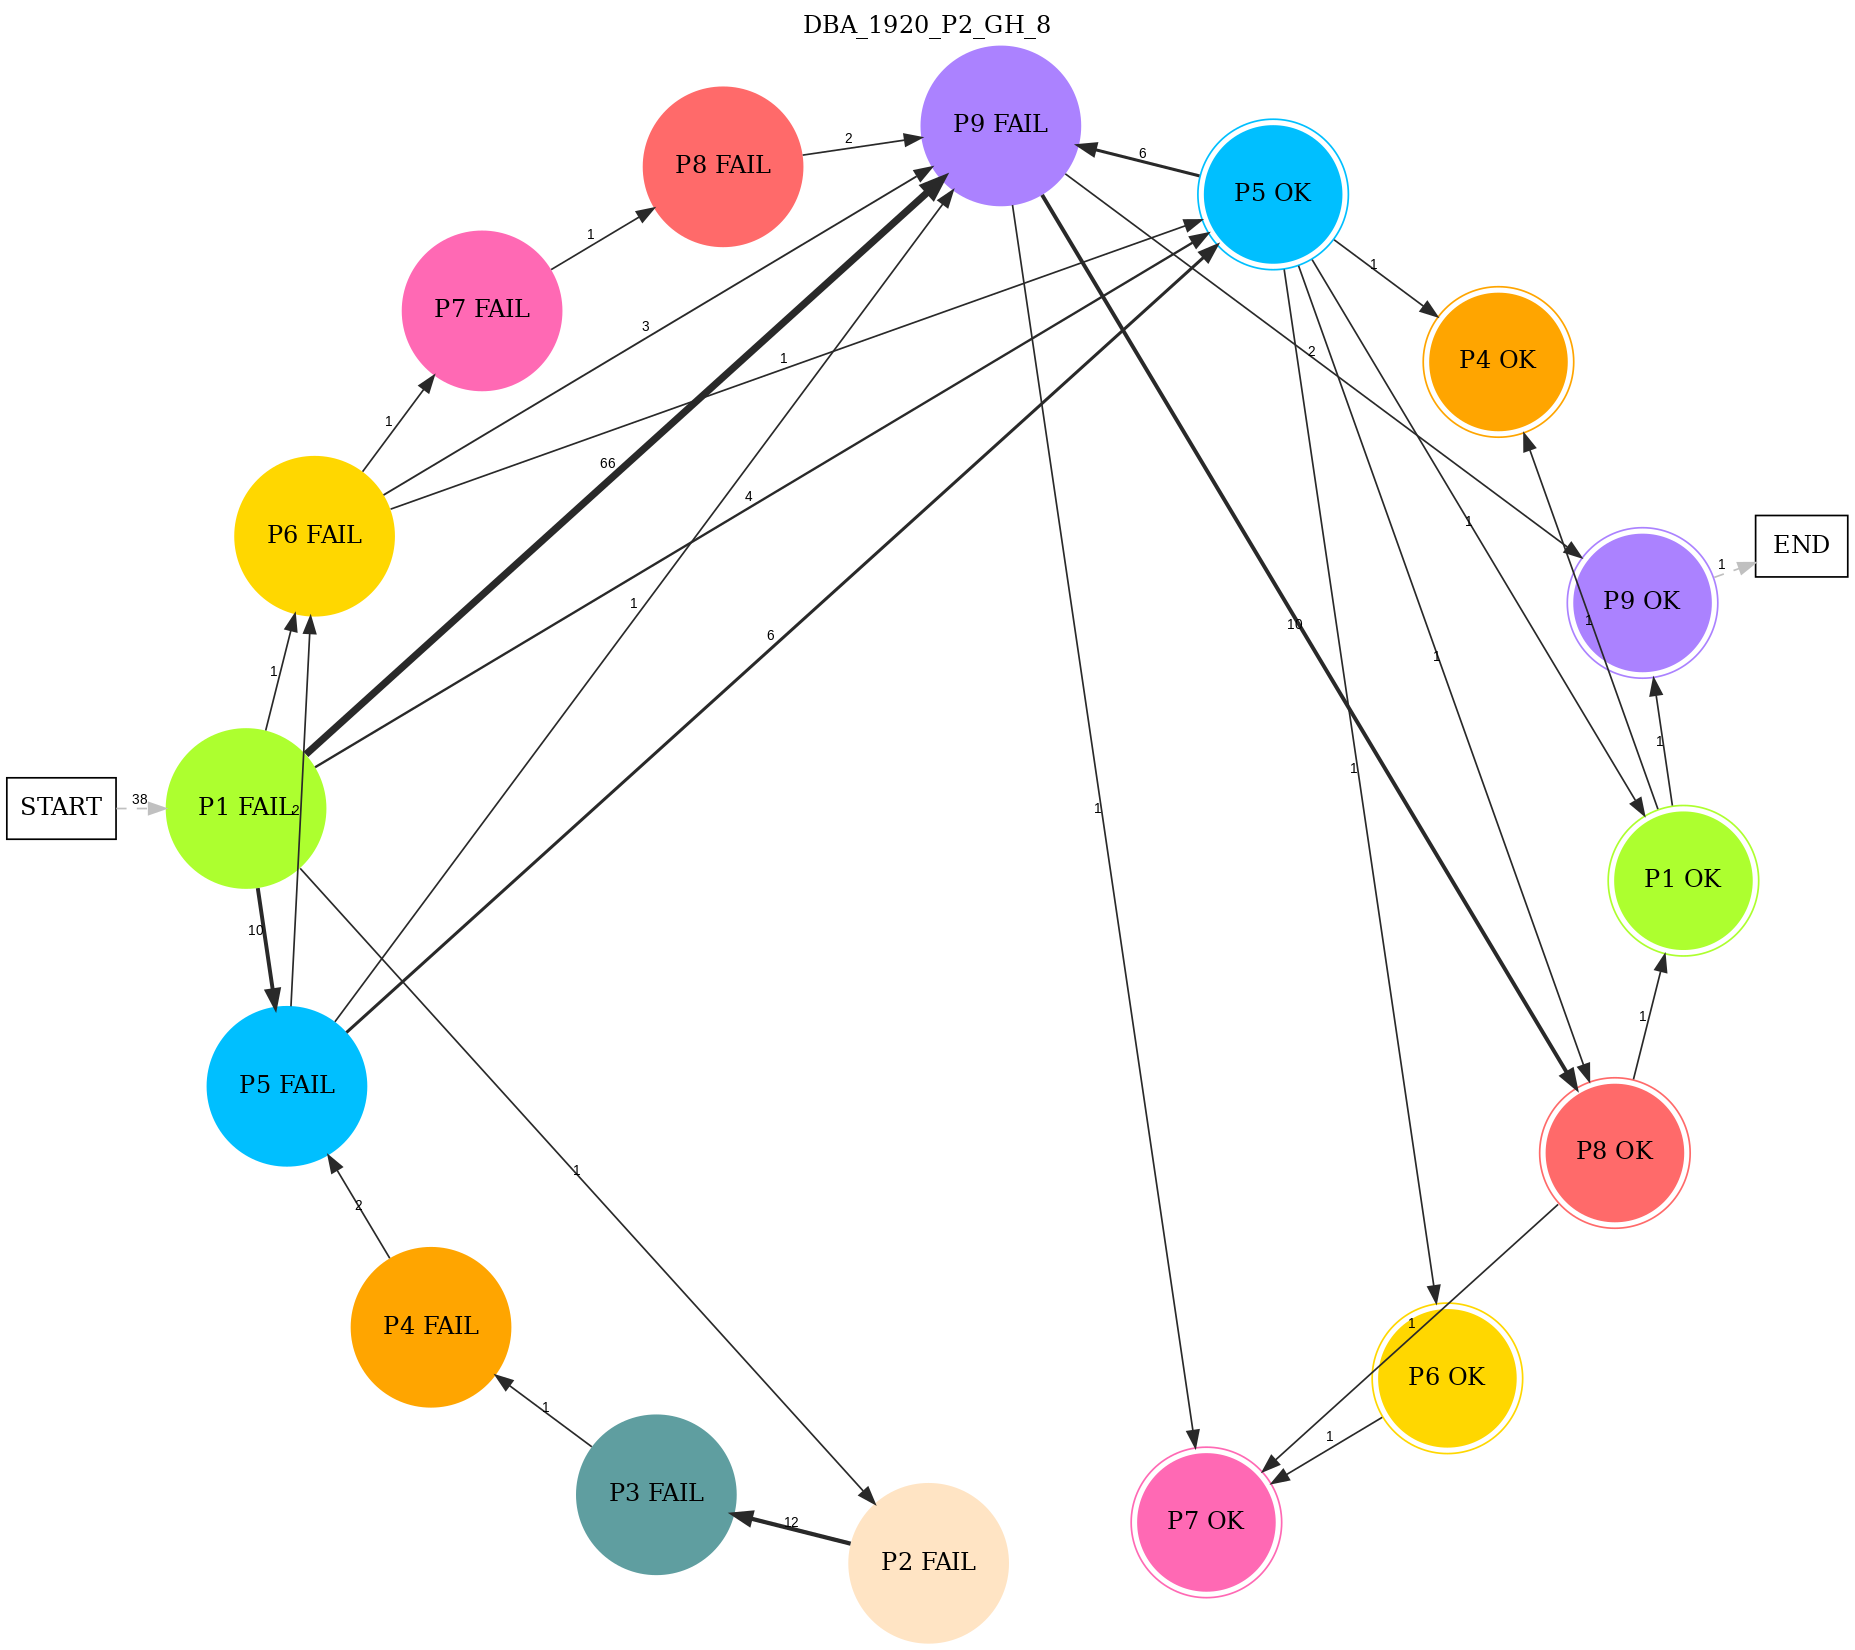 DBA_1920_P2_GH_8
P9 FAIL
2
6
P8 FAIL
P5 OK
1
1
P7 FAIL
3
1
2
P4 OK
1
66
4
1
P6 FAIL
END
1
P9 OK
1
1
10
6
1
1
1
1
START
38
P1 FAIL
2
1
P1 OK
10
1
P5 FAIL
P8 OK
1
2
P4 FAIL
1
P6 OK
1
1
P3 FAIL
12
P7 OK
P2 FAIL